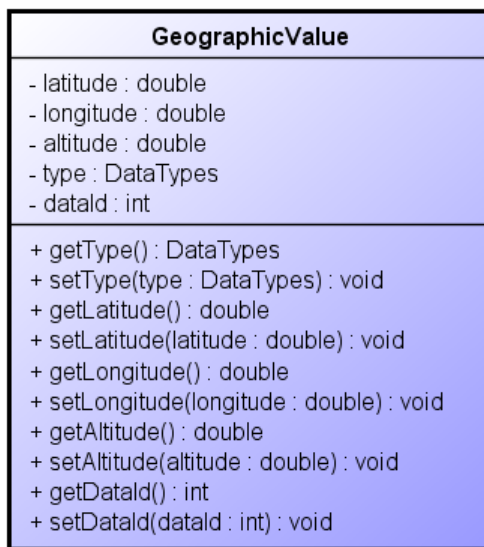 GeographicValue
- latitude : double
- longitude : double
- altitude : double
- type : DataTypes
- dataId : int
+ getType() : DataTypes
+ setType(type : DataTypes) : void
+ getLatitude() : double
+ setLatitude(latitude : double) : void
+ getLongitude() : double
+ setLongitude(longitude : double) : void
+ getAltitude() : double
+ setAltitude(altitude : double) : void
+ getDataId() : int
+ setDataId(dataId : int) : void